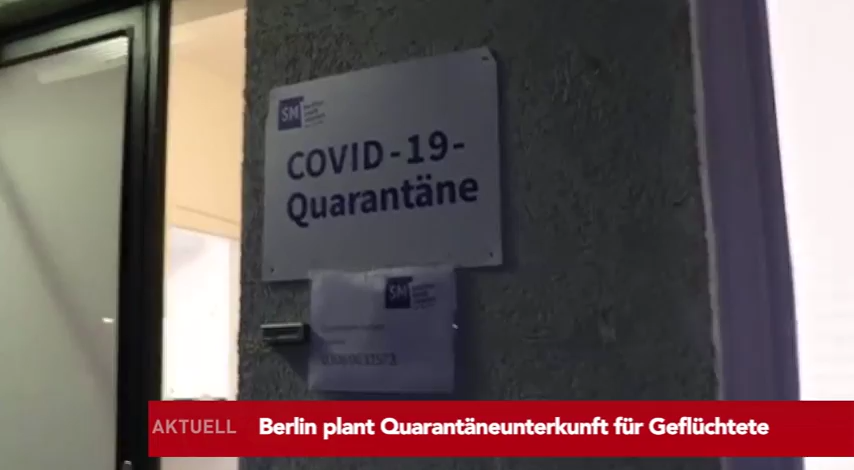 SM
COVID-19-
Quarantäne
SM
AKTUELL Berlin plant Quarantäneunterkunft für Geflüchtete